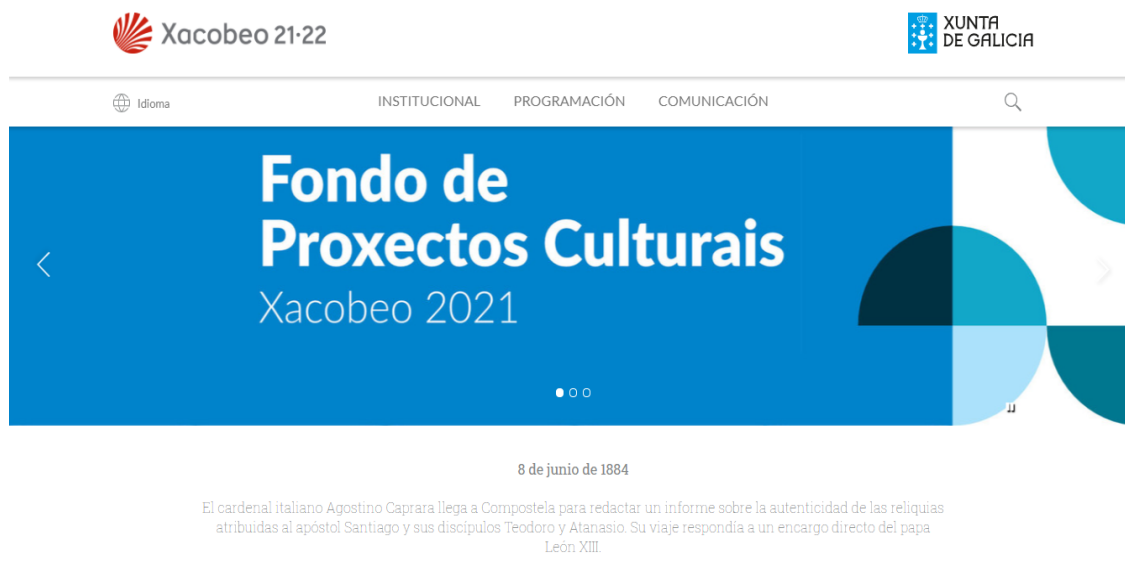 Xacobeo 21·22
XUNTA
DE GALICIA
Idioma
INSTITUCIONAL
PROGRAMACIÓN
COMUNICACIÓN
Fondo de
Proxectos Culturais
Xacobeo 2021
8 de junio de 1884
El cardenal italiano Agostino Caprara llega a Compostela para redactar un informe sobre la autenticidad de las reliquias
atribuidas al apóstol Santiago y sus discípulos Teodoro y Atanasio. Su viaje respondía a un encargo directo del papa
León XIII.